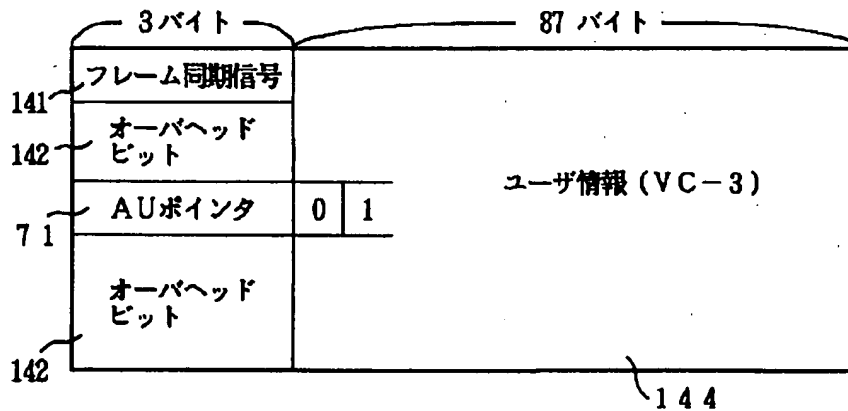 3バイト
87 バイト
フレーム同期信号
141
オーバヘッド
ビット
142
ユーザ情報(VC-3)
AUポインタ
0
1
71
オーバヘッド
ビット
142
144